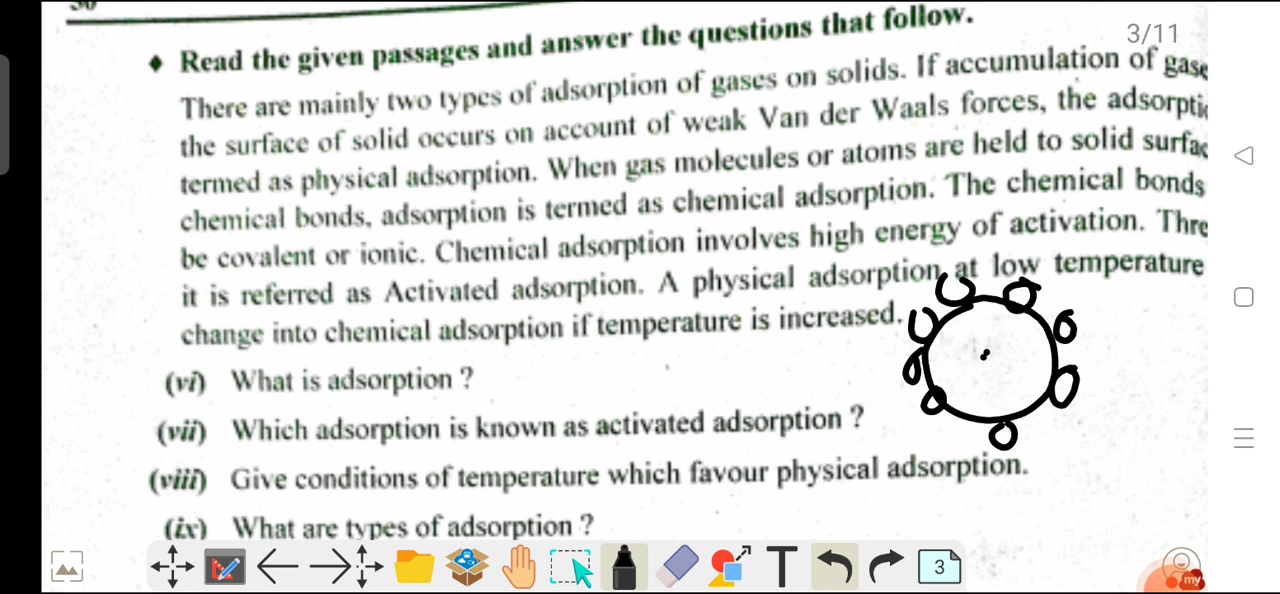 3/11
♦ Read the given passages and answer the questions that follow.
There are mainly two types of adsorption of gases on solids. If accumulation of gase
the surface of solid occurs on account of weak Van der Waals forces, the adsorpti
termed as physical adsorption. When gas molecules or atoms are held to solid surfac
chemical bonds, adsorption is termed as chemical adsorption. The chemical bonds
be covalent or ionic. Chemical adsorption involves high energy of activation. Thre
it is referred as Activated adsorption. A physical adsorption at low temperature
change into chemical adsorption if temperature is increased.
(vi) What is adsorption ?
(vii) Which adsorption is known as activated adsorption ?
(viii) Give conditions of temperature which favour physical adsorption.
(ix) What are types of adsorption ?
T
3
my